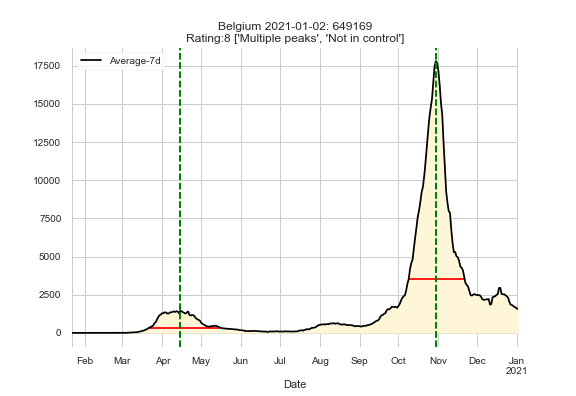 Belgium 2021-01-02: 649169
Rating:8 ['Multiple peaks', 'Not in control']
Average-7d
17500
15000
12500
10000
7500
5000
2500
0
Feb Mar Apr May Jun Jul Aug Sep Oct Nov Dec Jan
2021
Date